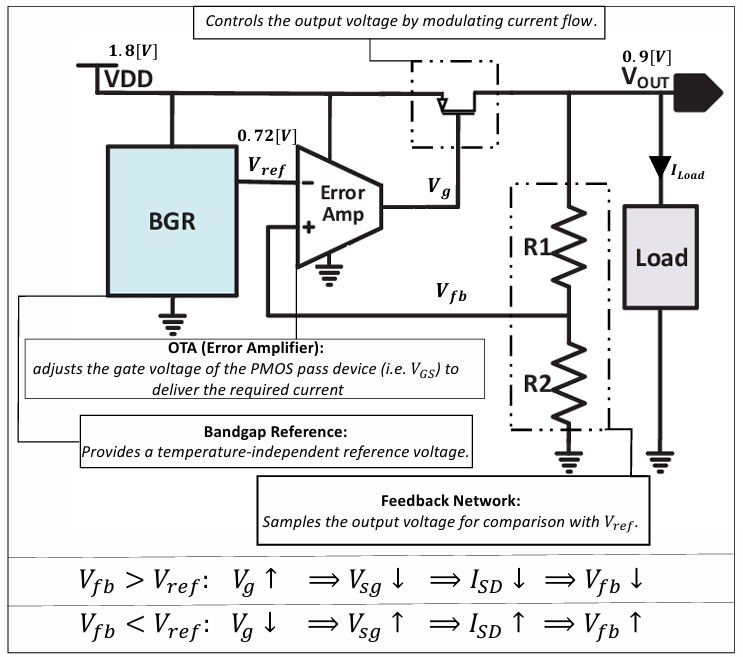 Controls the output voltage by modulating current flow.
1.8[V]
VDD
0.9[V]
VOUT
0.72[V]
Vref
BGR
−
Error
Amp
+
Vg
ILoad
R1
Load
Vfb
R2
OTA (Error Amplifier):
adjusts the gate voltage of the PMOS pass device (i.e. VGS) to
deliver the required current
Bandgap Reference:
Provides a temperature-independent reference voltage.
Feedback Network:
Samples the output voltage for comparison with Vref.
Vfb > Vref: Vg ↑ ⟹ Vsg ↓ ⟹ ISD ↓ ⟹ Vfb ↓
Vfb < Vref: Vg ↓ ⟹ Vsg ↑ ⟹ ISD ↑ ⟹ Vfb ↑